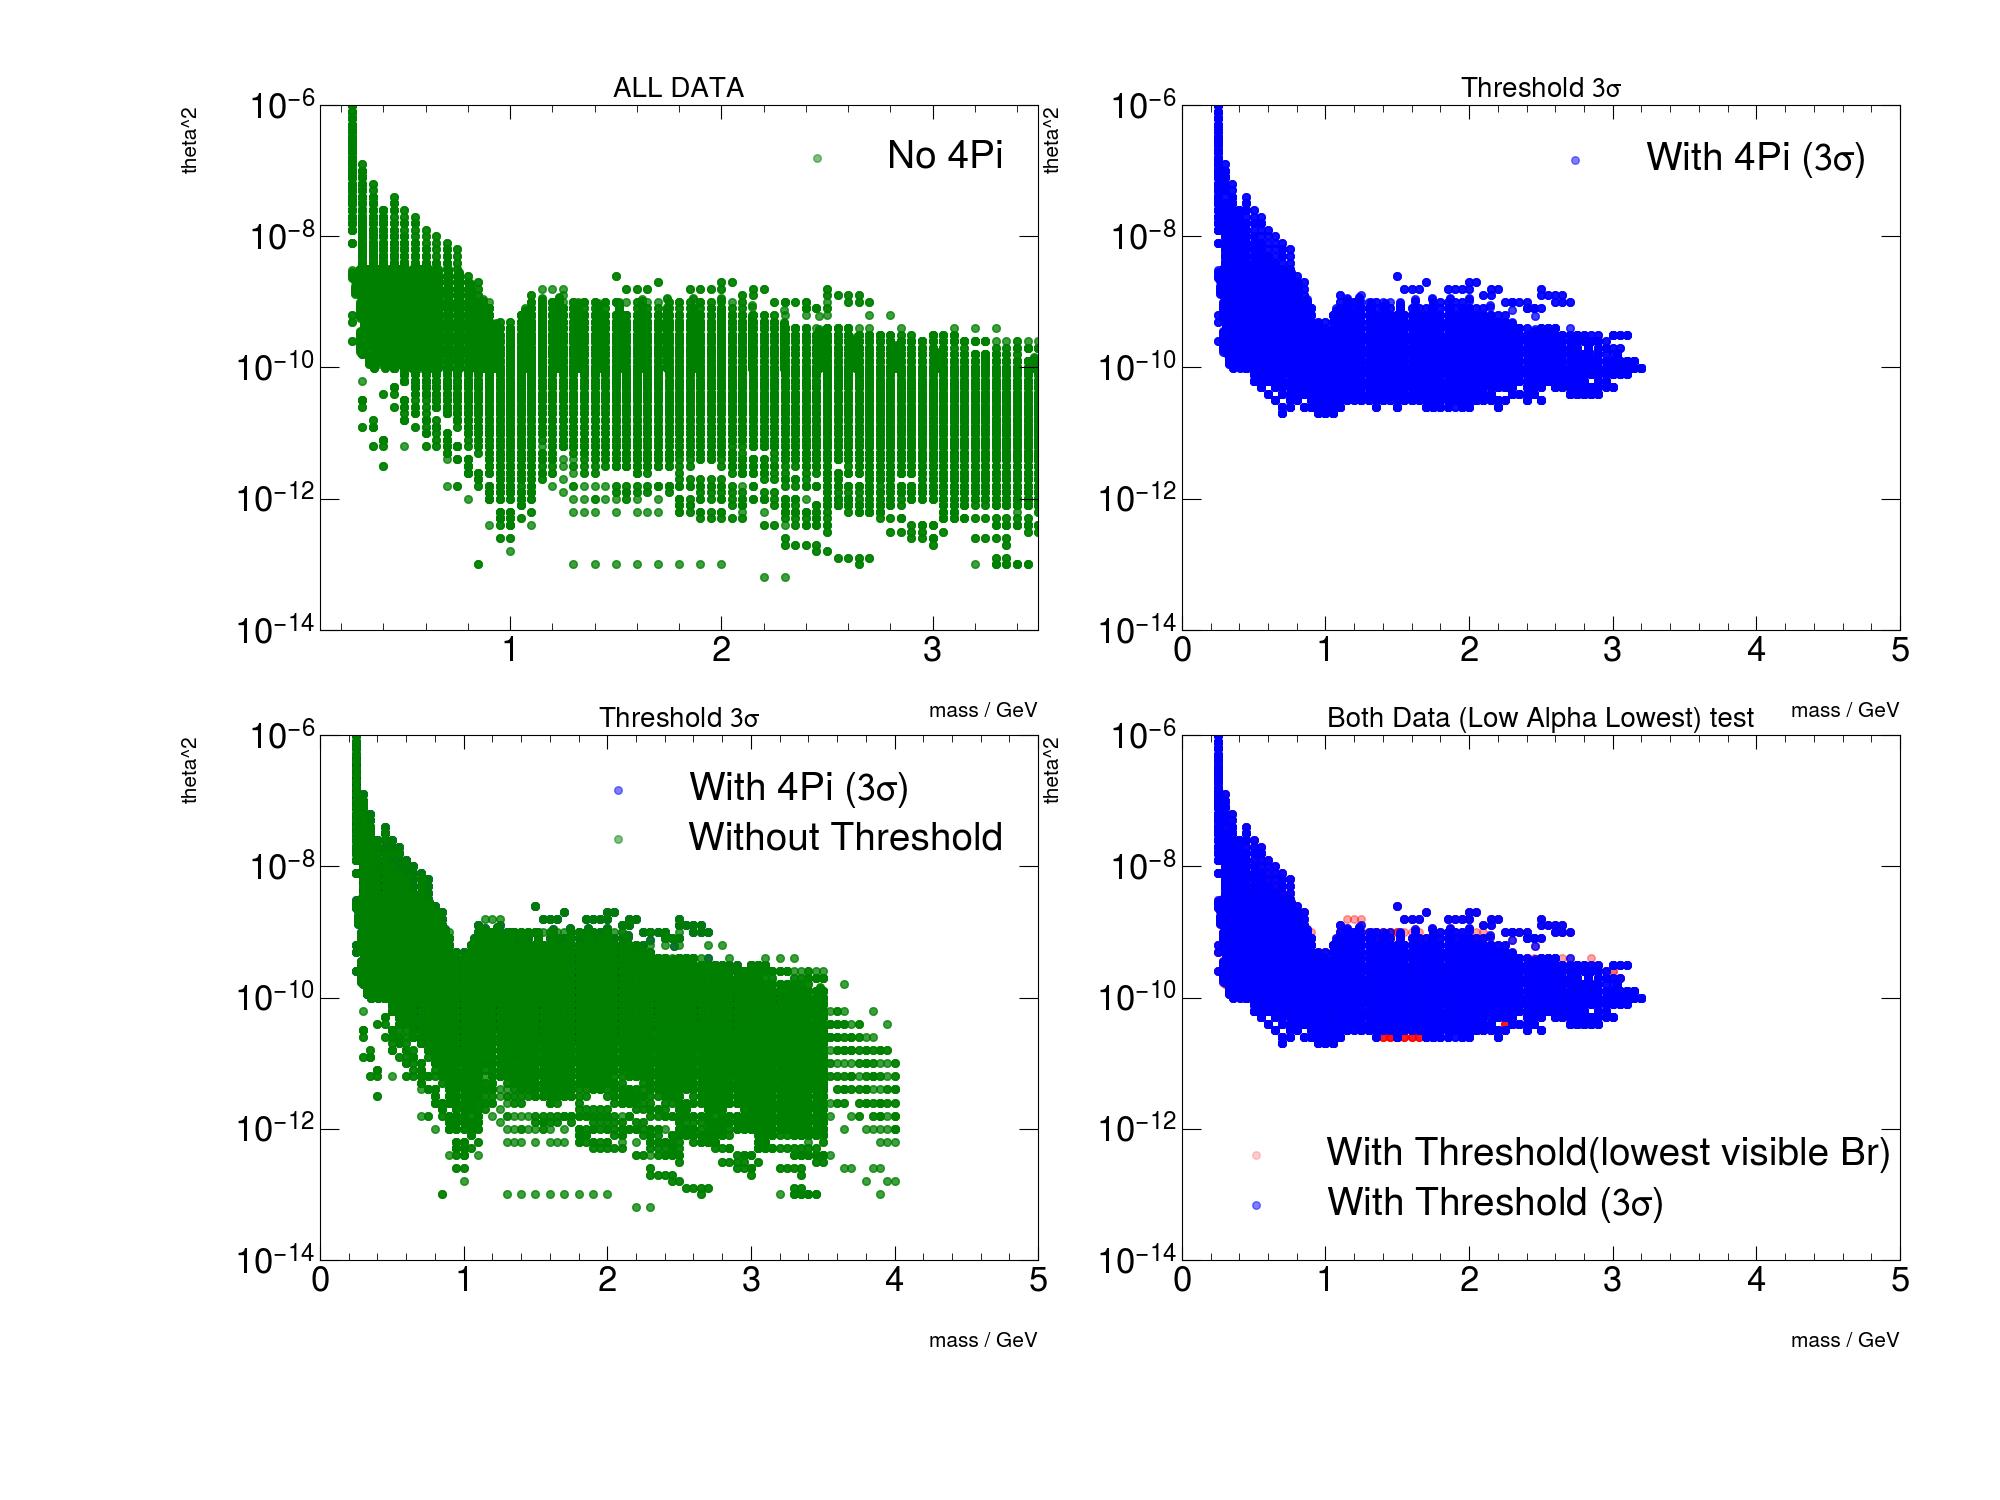 ALL DATA
theta^2
10⁻⁶
10⁻⁸
10⁻¹⁰
10⁻¹²
10⁻¹⁴
No 4Pi
1 2 3
mass / GeV
Threshold 3σ
theta^2
10⁻⁶
10⁻⁸
10⁻¹⁰
10⁻¹²
10⁻¹⁴
With 4Pi (3σ)
0 1 2 3 4 5
mass / GeV
Threshold 3σ
theta^2
10⁻⁶
10⁻⁸
10⁻¹⁰
10⁻¹²
10⁻¹⁴
With 4Pi (3σ)
Without Threshold
0 1 2 3 4 5
mass / GeV
Both Data (Low Alpha Lowest) test
theta^2
10⁻⁶
10⁻⁸
10⁻¹⁰
10⁻¹²
10⁻¹⁴
With Threshold(lowest visible Br)
With Threshold (3σ)
0 1 2 3 4 5
mass / GeV